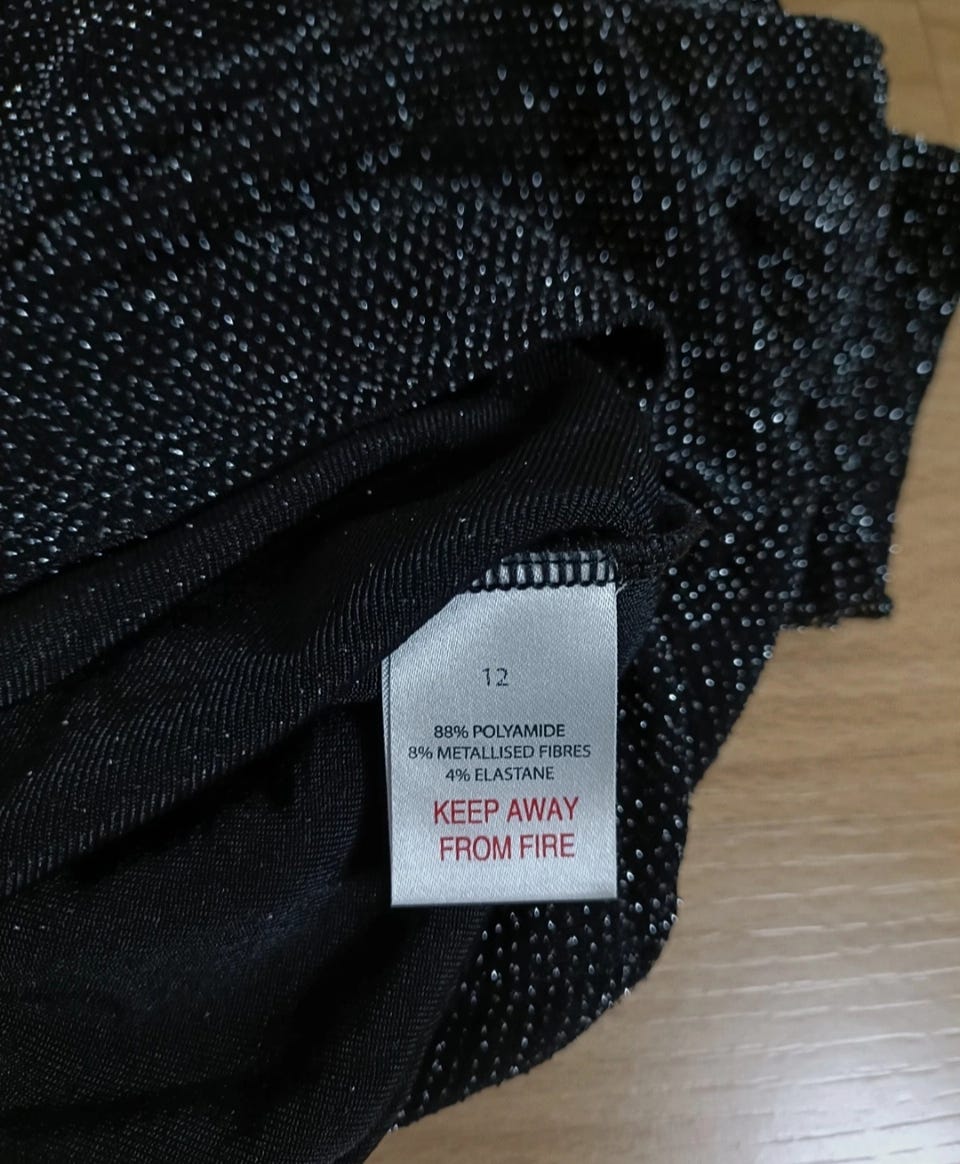 12
88% POLYAMIDE
8% METALLISED FIBRES
4% ELASTANE
KEEP AWAY
FROM FIRE